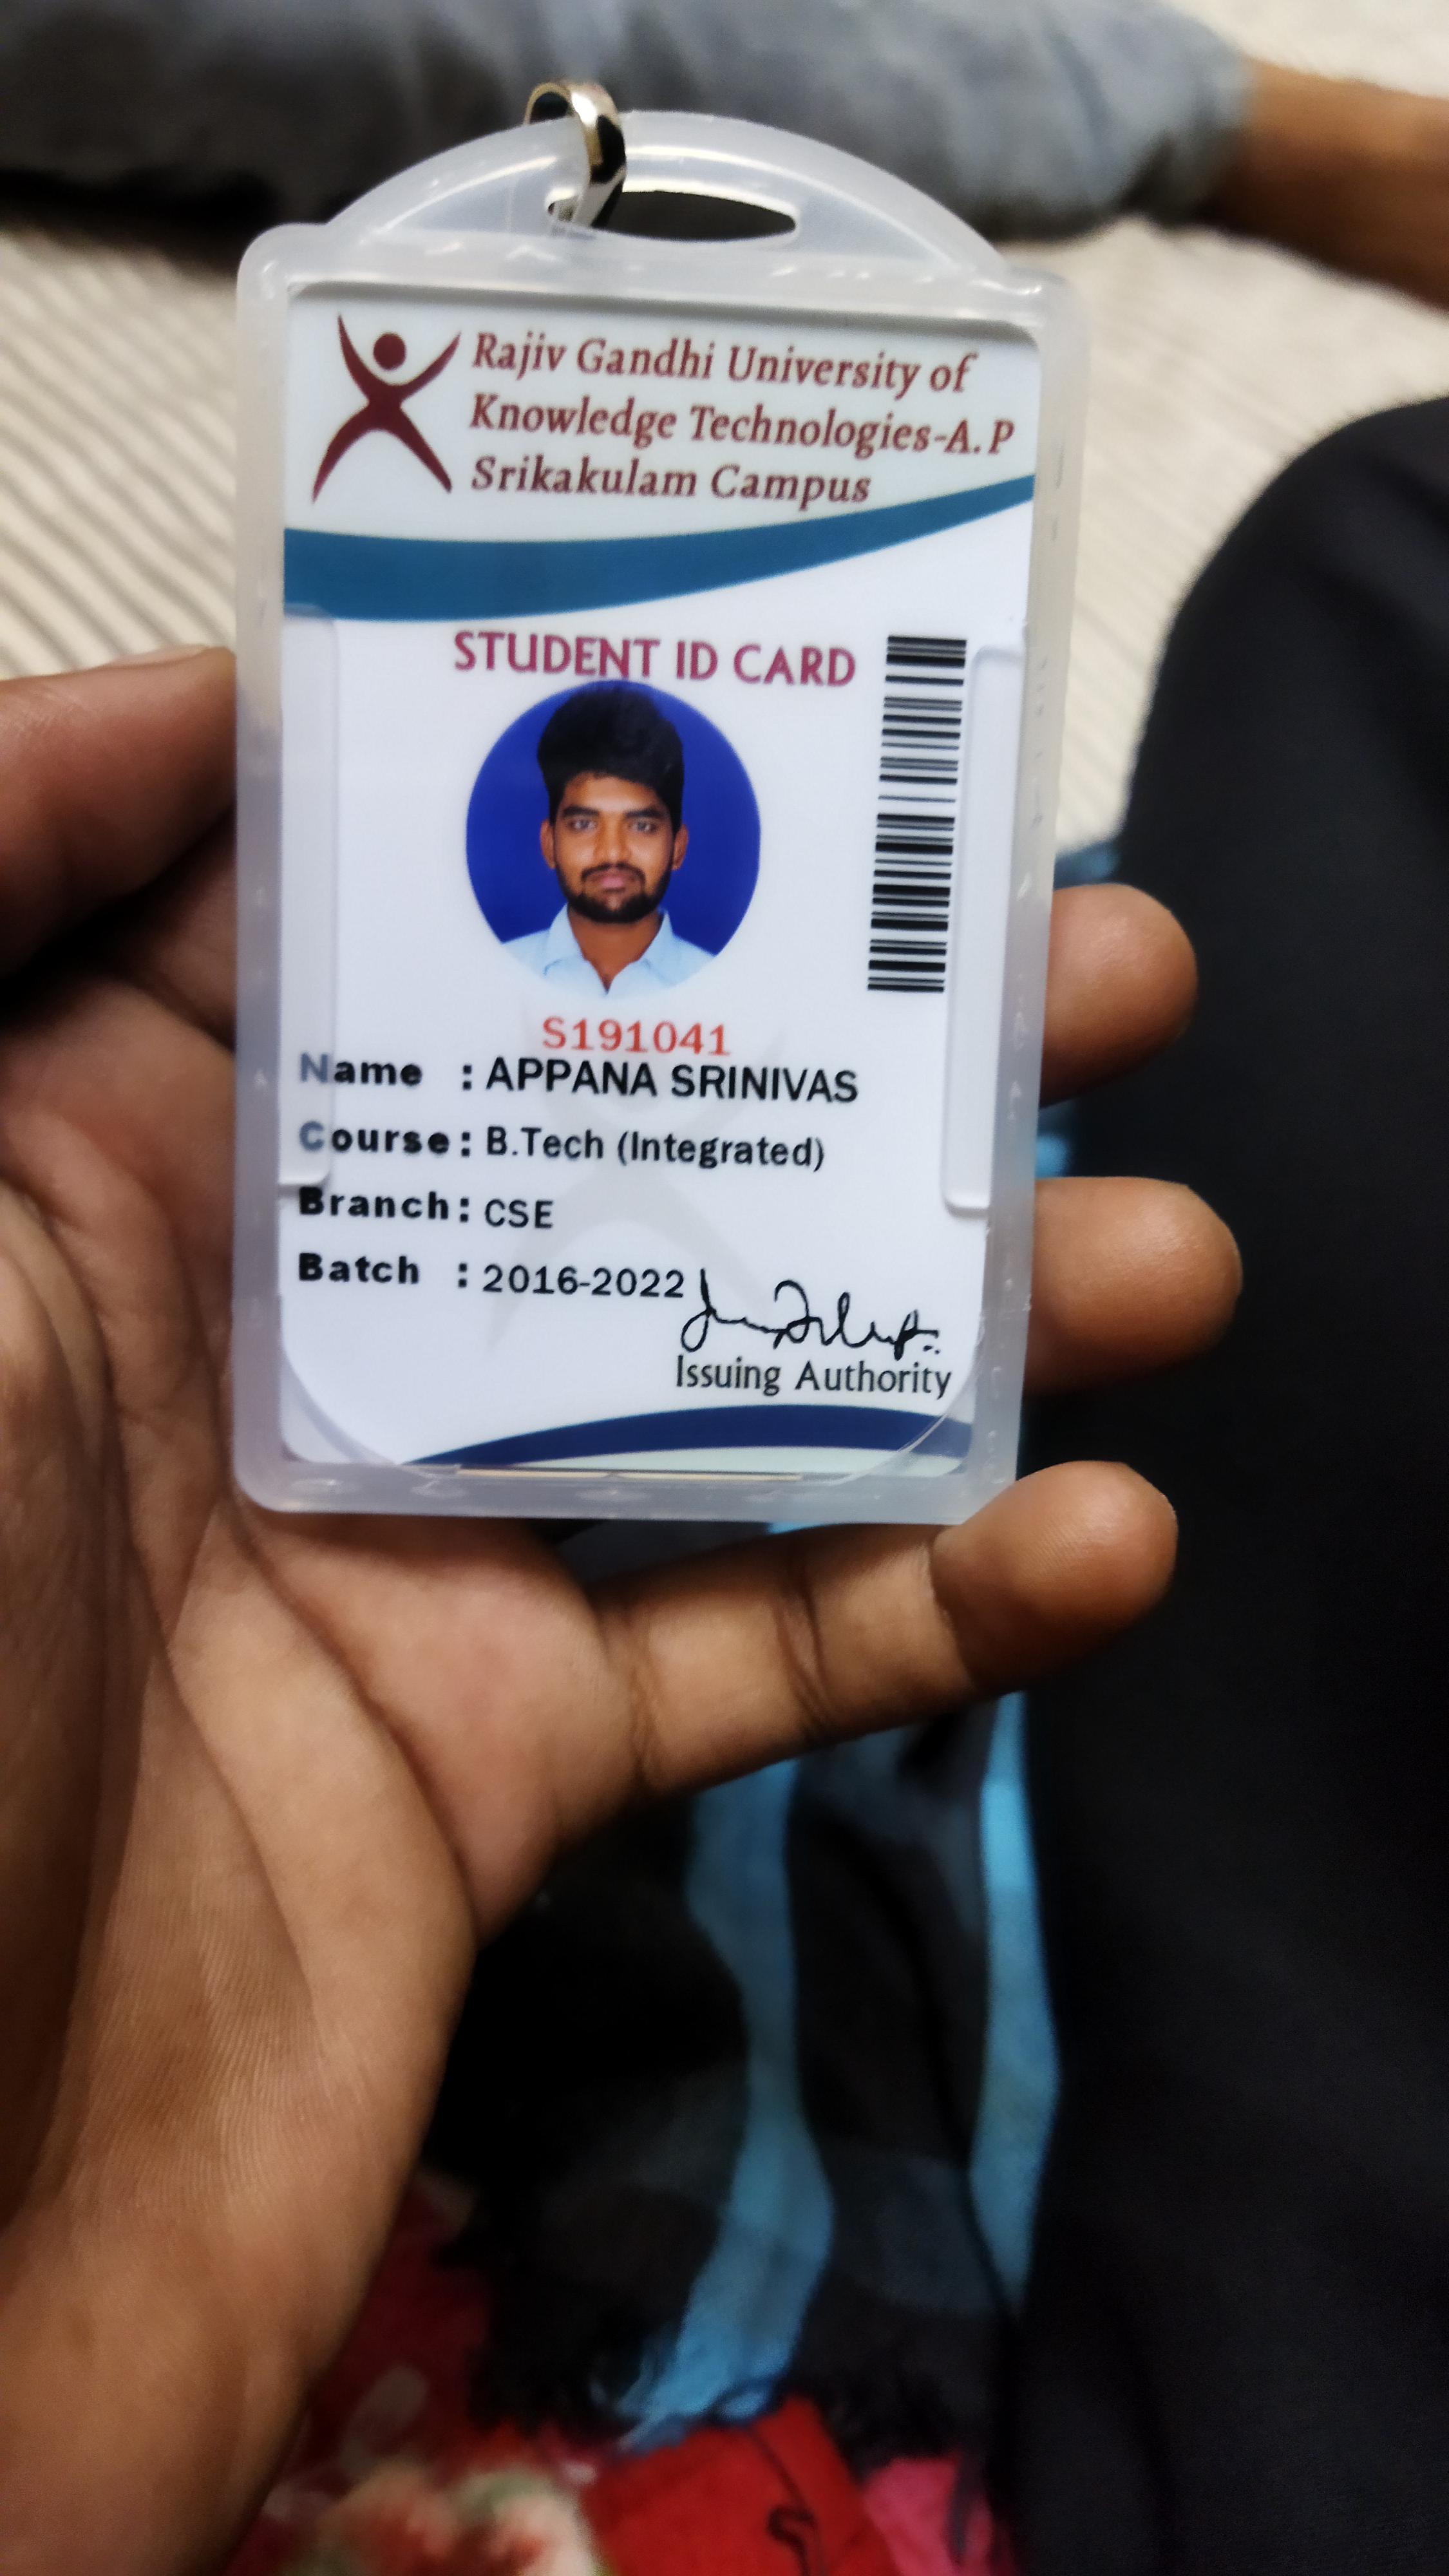 Rajiv Gandhi University of
Knowledge Technologies-A.P
Srikakulam Campus
STUDENT ID CARD
S191041
Name : APPANA SRINIVAS
Course : B.Tech (Integrated)
Branch : CSE
Batch : 2016-2022
Issuing Authority